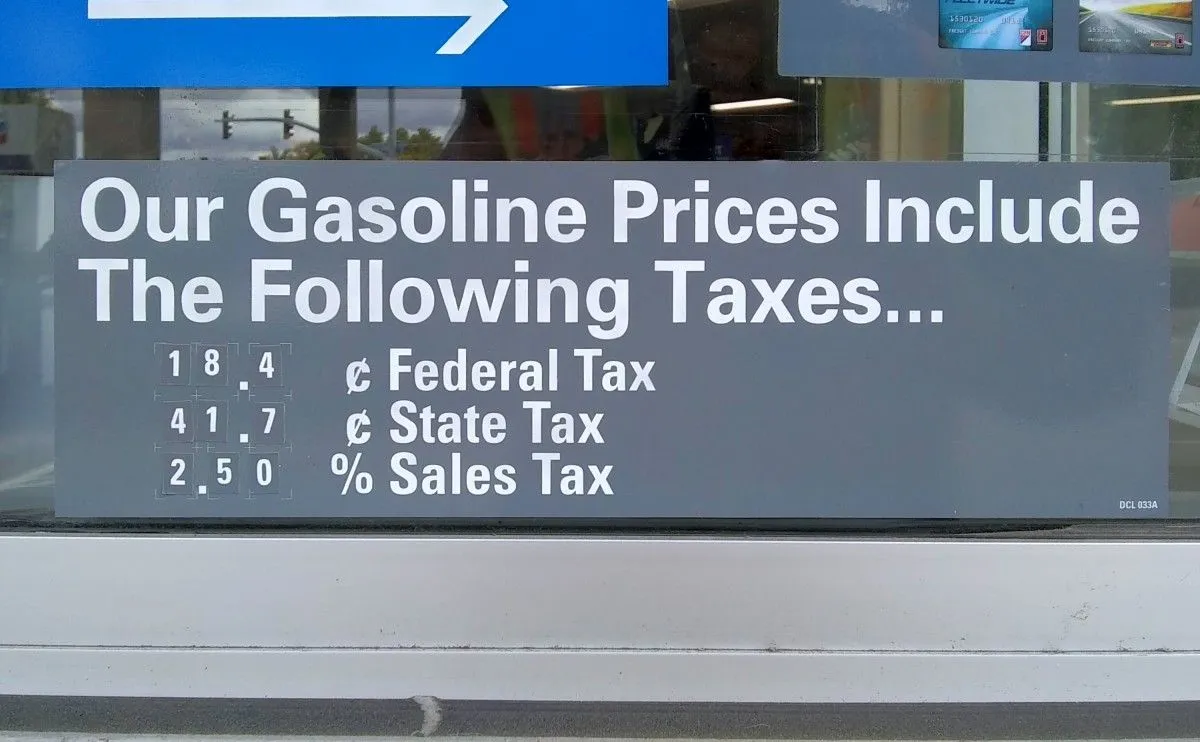 FLEETWIDE
Our Gasoline Prices Include
The Following Taxes...
18.4 ¢ Federal Tax
41.7 ¢ State Tax
2.50 % Sales Tax
DCL 033A